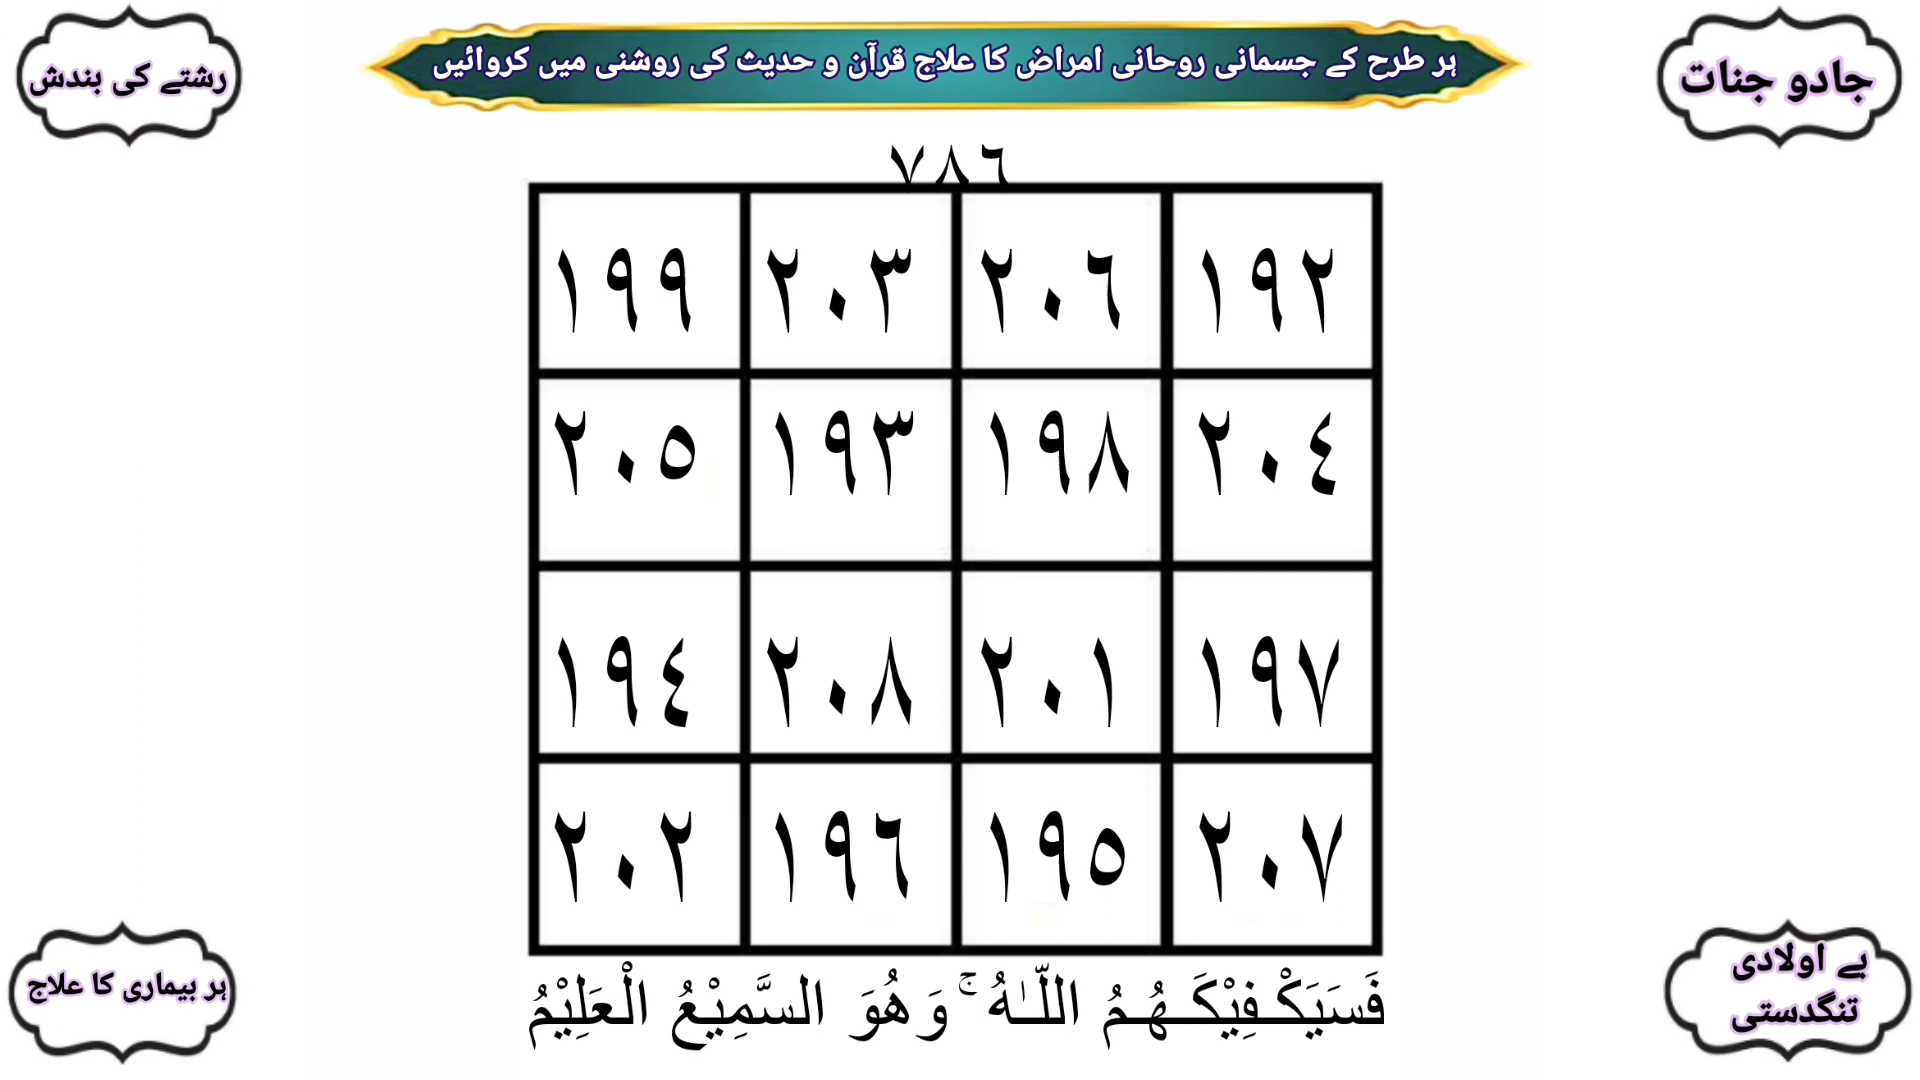 ہر طرح کے جسمانی روحانی امراض کا علاج قرآن و حدیث کی روشنی میں کروائیں
جادو جنات
رشتے کی بندش
٧٨٦
١٩٩ ٢٠٣ ٢٠٦ ١٩٢
٢٠٥ ١٩٣ ١٩٨ ٢٠٤
١٩٤ ٢٠٨ ٢٠١ ١٩٧
٢٠٢ ١٩٦ ١٩٥ ٢٠٧
فَسَيَكْفِيْكَهُمُ اللّٰهُ ۚ وَهُوَ السَّمِيْعُ الْعَلِيْمُ
بے اولادی
تنگدستی
ہر بیماری کا علاج